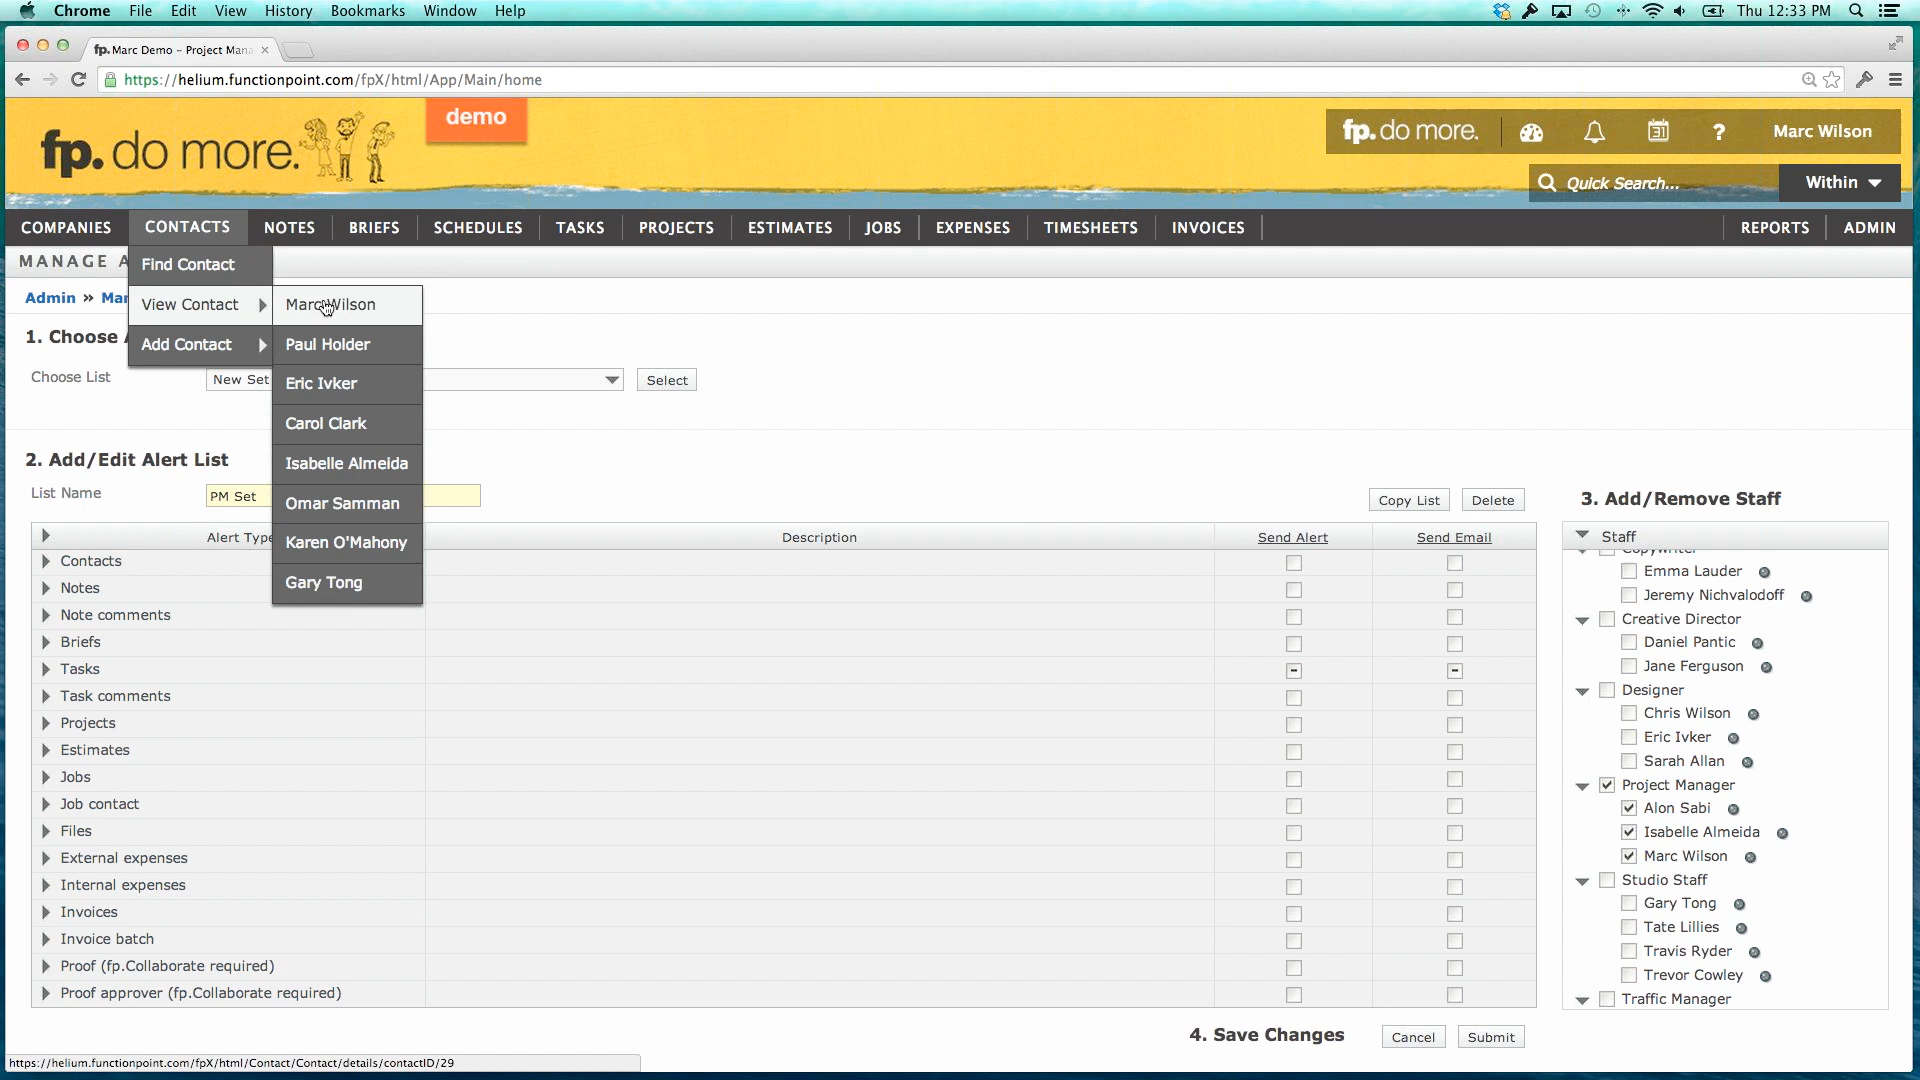 Chrome File Edit View History Bookmarks Window Help Thu 12:33 PM
fp. Marc Demo – Project Mana
https://helium.functionpoint.com/fpX/html/App/Main/home
fp. do more.
demo
fp. do more. 31 ? Marc Wilson
Quick Search... Within
COMPANIES CONTACTS NOTES BRIEFS SCHEDULES TASKS PROJECTS ESTIMATES JOBS EXPENSES TIMESHEETS INVOICES REPORTS ADMIN
MANAGE A
Find Contact
Admin » Mar
View Contact
Add Contact
Marc Wilson
Paul Holder
Eric Ivker
Carol Clark
Isabelle Almeida
Omar Samman
Karen O'Mahony
Gary Tong
1. Choose
Choose List New Set Select
2. Add/Edit Alert List
List Name PM Set Copy List Delete
Alert Type Description Send Alert Send Email
Contacts
Notes
Note comments
Briefs
Tasks
Task comments
Projects
Estimates
Jobs
Job contact
Files
External expenses
Internal expenses
Invoices
Invoice batch
Proof (fp.Collaborate required)
Proof approver (fp.Collaborate required)
3. Add/Remove Staff
Staff
Copywriter
Emma Lauder
Jeremy Nichvalodoff
Creative Director
Daniel Pantic
Jane Ferguson
Designer
Chris Wilson
Eric Ivker
Sarah Allan
Project Manager
Alon Sabi
Isabelle Almeida
Marc Wilson
Studio Staff
Gary Tong
Tate Lillies
Travis Ryder
Trevor Cowley
Traffic Manager
4. Save Changes Cancel Submit
https://helium.functionpoint.com/fpX/html/Contact/Contact/details/contactID/29